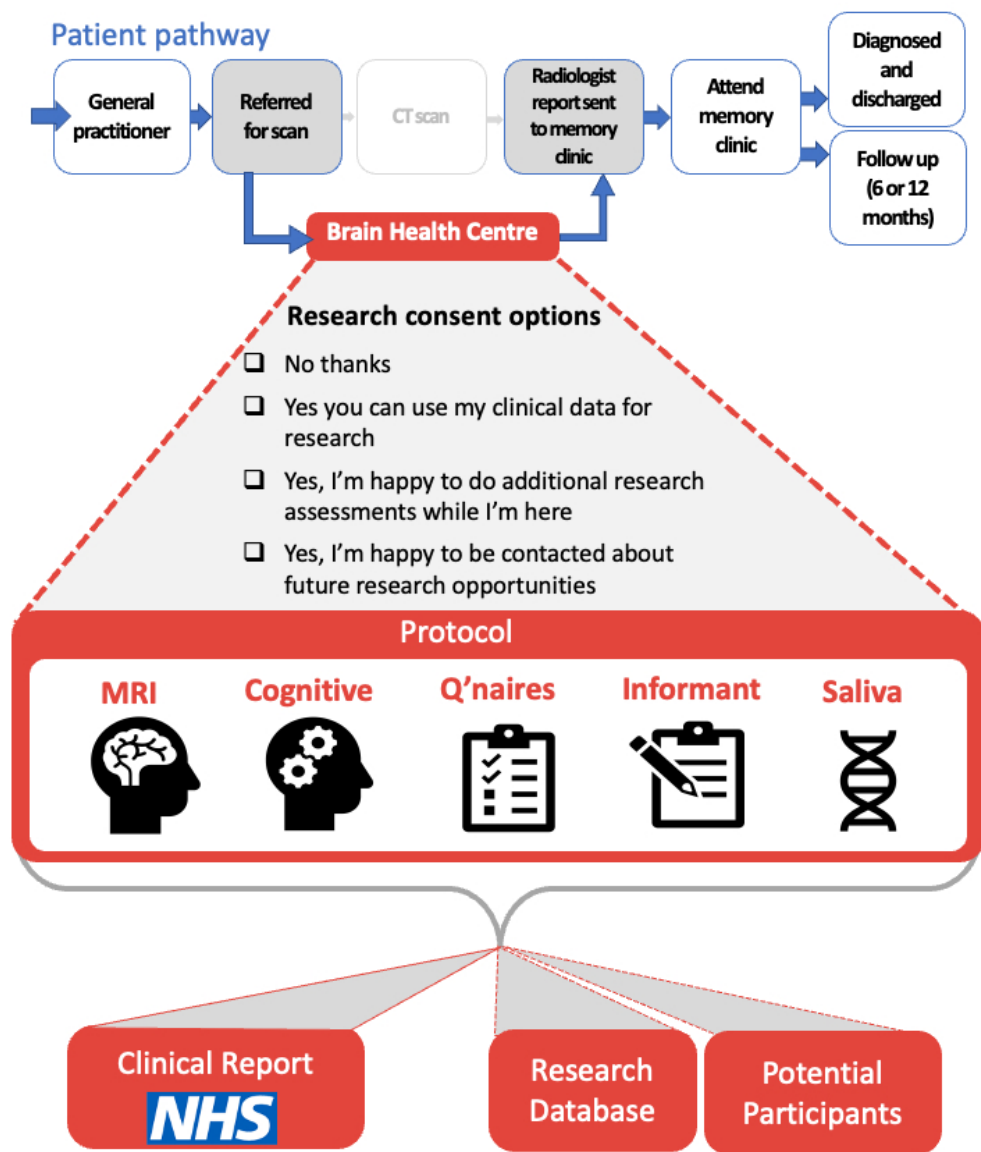 Patient pathway
General
practitioner
Referred
for scan
CT scan
Radiologist
report sent
to memory
clinic
Attend
memory
clinic
Diagnosed
and
discharged
Follow up
(6 or 12
months)
Brain Health Centre
Research consent options
❑ No thanks
❑ Yes you can use my clinical data for
research
❑ Yes, I’m happy to do additional research
assessments while I’m here
❑ Yes, I’m happy to be contacted about
future research opportunities
Protocol
MRI
Cognitive
Q’naires
Informant
Saliva
Clinical Report
NHS
Research
Database
Potential
Participants